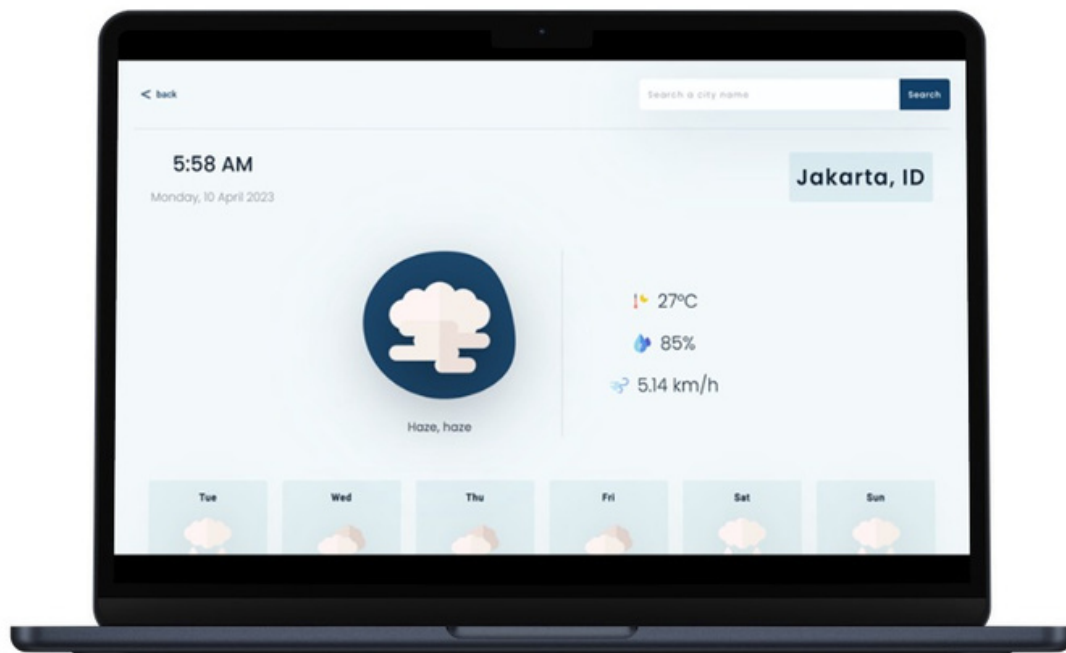 < back
Search a city name
Search
5:58 AM
Jakarta, ID
Monday, 10 April 2023
27°C
85%
5.14 km/h
Haze, haze
Tue
Wed
Thu
Fri
Sat
Sun